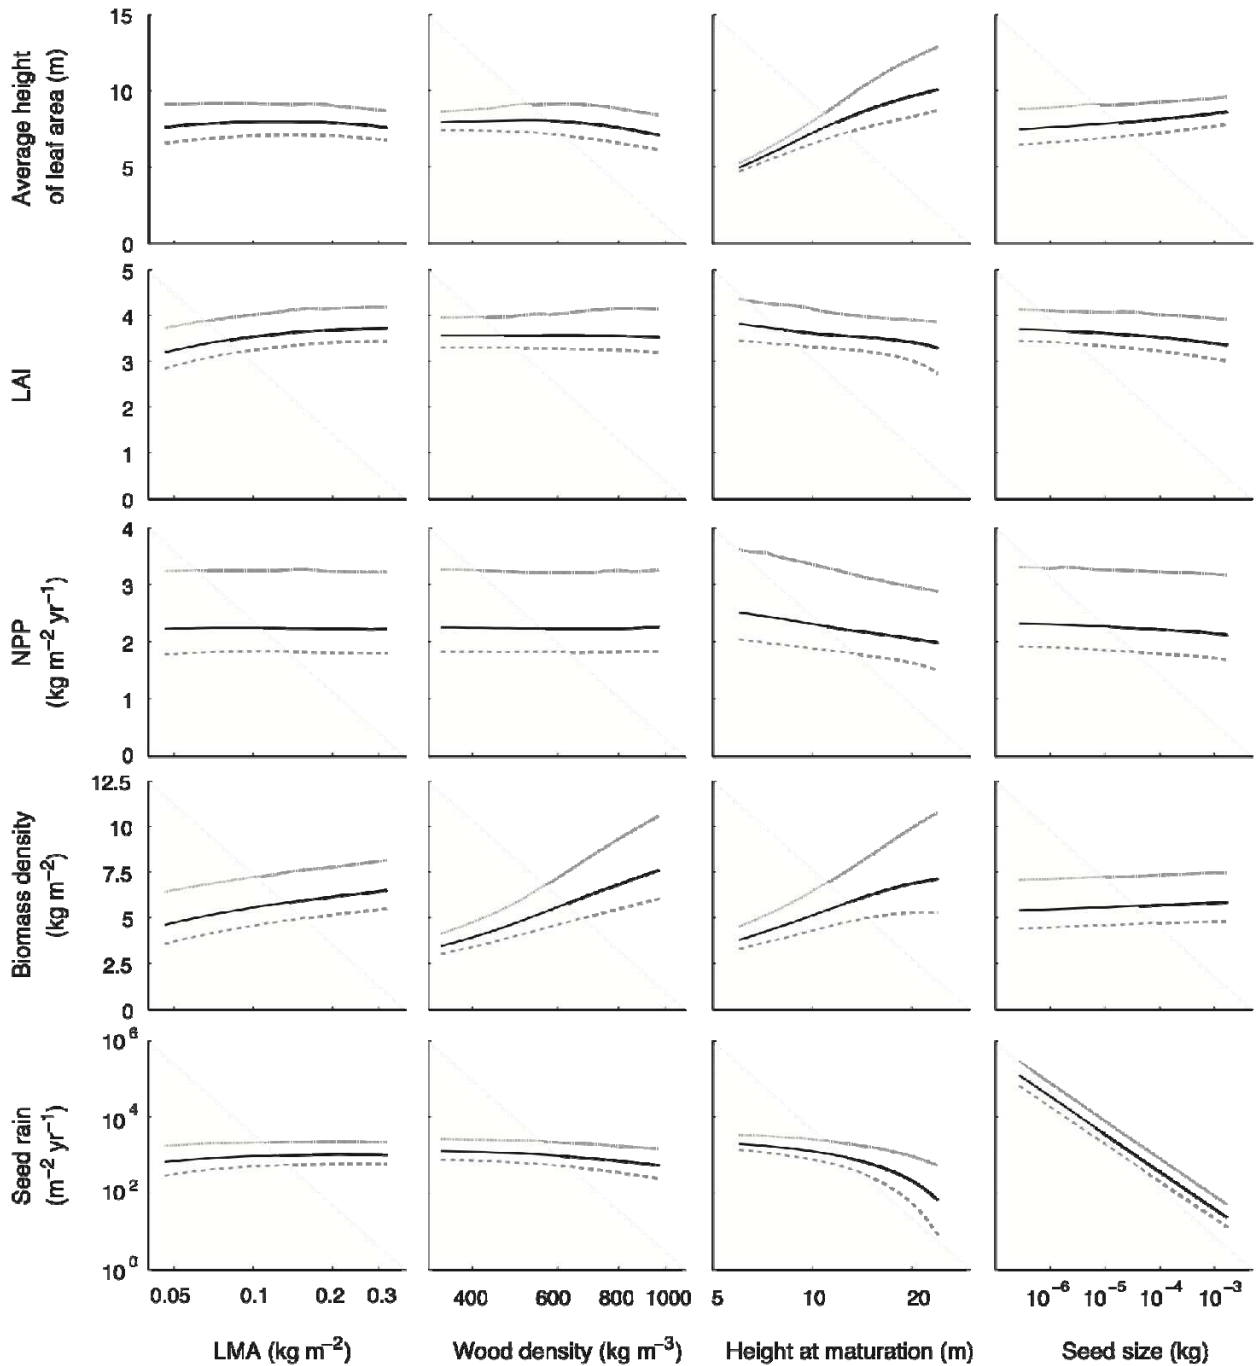 Average height
of leaf area (m)
15
10
5
0
LAI
5
4
3
2
1
0
NPP
(kg m⁻² yr⁻¹)
4
3
2
1
0
Biomass density
(kg m⁻²)
12.5
10
7.5
5
2.5
0
Seed rain
(m⁻² yr⁻¹)
10⁶
10⁴
10²
10⁰
0.05 0.1 0.2 0.3
400 600 800 1000
5 10 20
10⁻⁶ 10⁻⁵ 10⁻⁴ 10⁻³
LMA (kg m⁻²)
Wood density (kg m⁻³)
Height at maturation (m)
Seed size (kg)